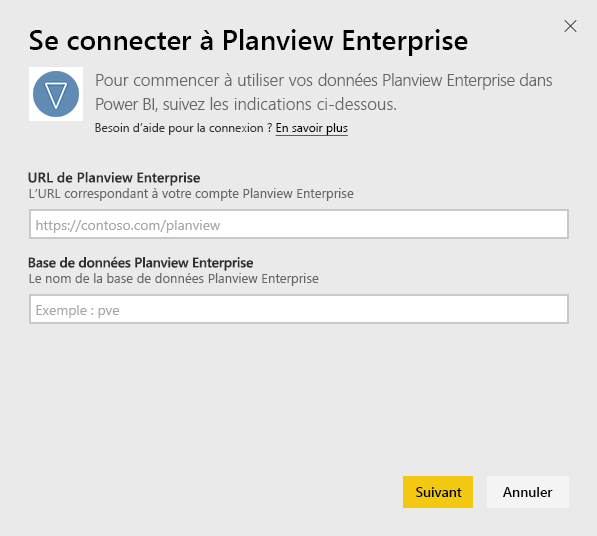 Se connecter à Planview Enterprise
Pour commencer à utiliser vos données Planview Enterprise dans
Power BI, suivez les indications ci-dessous.
Besoin d’aide pour la connexion ? En savoir plus
URL de Planview Enterprise
L’URL correspondant à votre compte Planview Enterprise
https://contoso.com/planview
Base de données Planview Enterprise
Le nom de la base de données Planview Enterprise
Exemple : pve
Suivant
Annuler